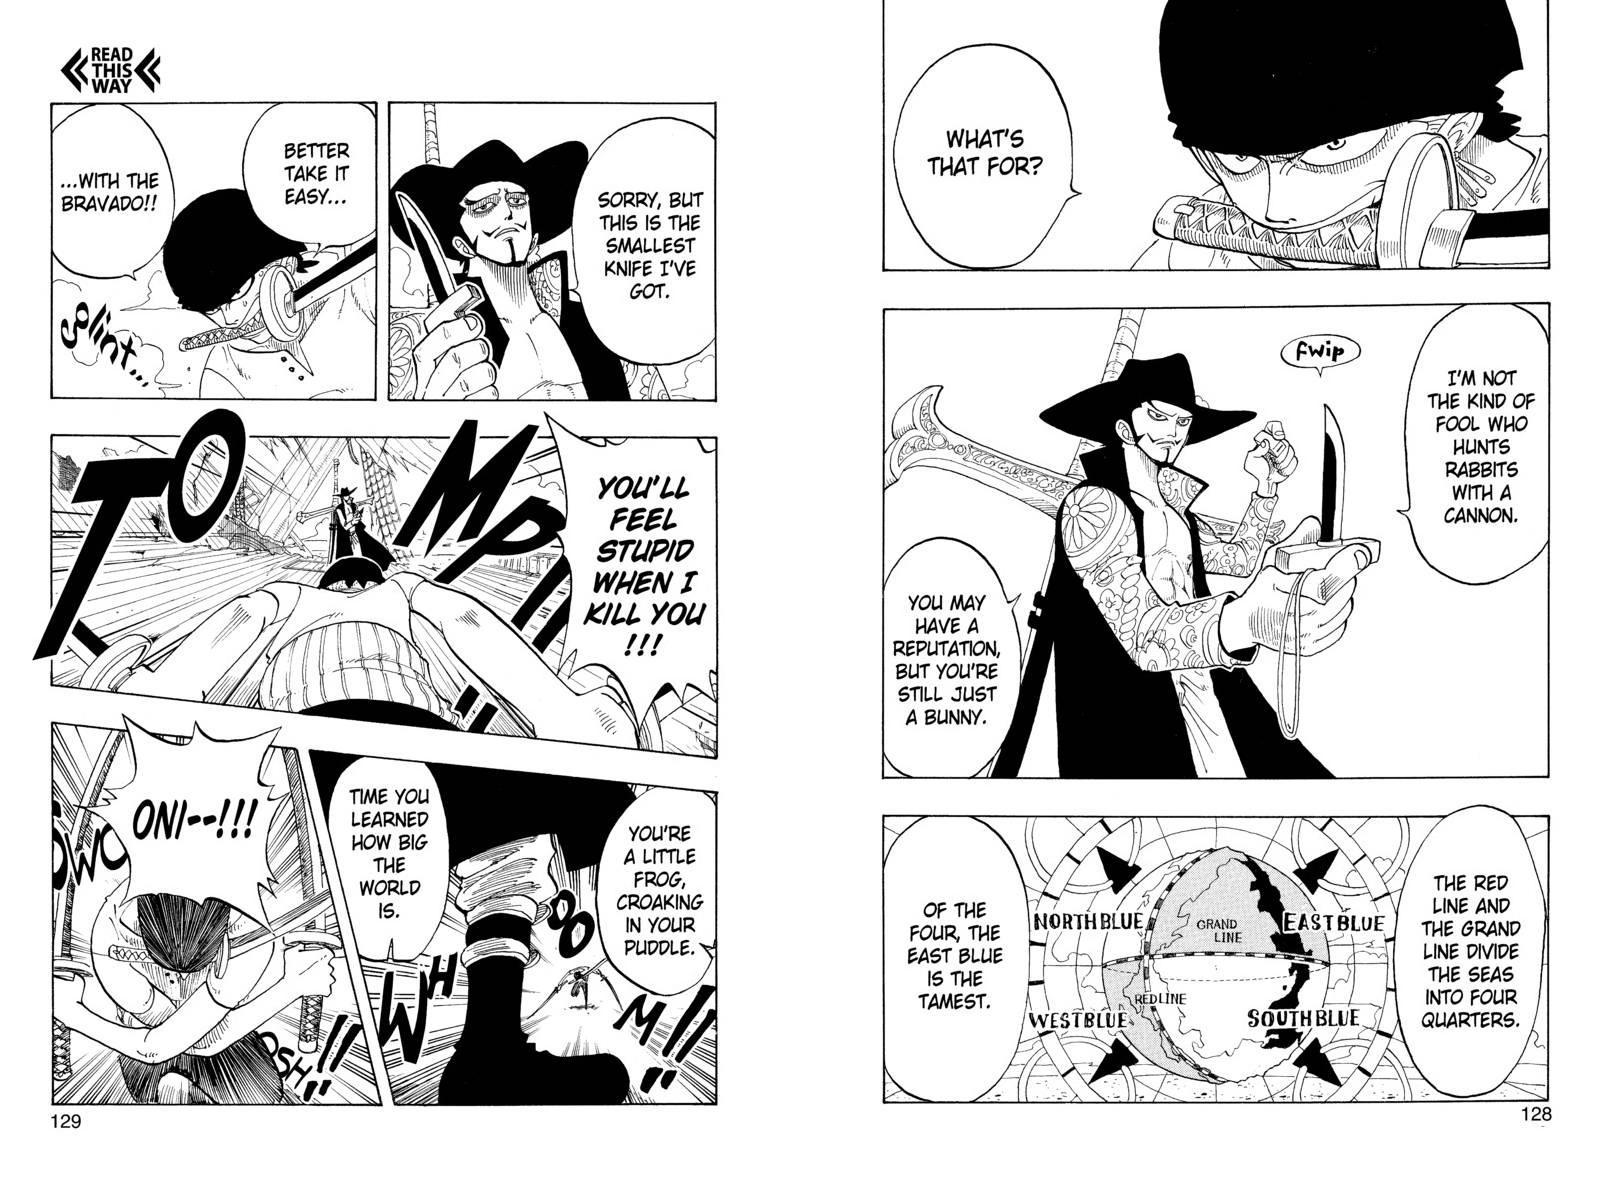 WHAT'S
THAT FOR?
FWIP
I'M NOT
THE KIND OF
FOOL WHO
HUNTS
RABBITS
WITH A
CANNON.
YOU MAY
HAVE A
REPUTATION,
BUT YOU'RE
STILL JUST
A BUNNY.
THE RED
LINE AND
THE GRAND
LINE DIVIDE
THE SEAS
INTO FOUR
QUARTERS.
NORTH BLUE
GRAND
LINE
EAST BLUE
RED LINE
WEST BLUE
SOUTH BLUE
OF THE
FOUR, THE
EAST BLUE
IS THE
TAMEST.
128
READ
THIS
WAY
SORRY, BUT
THIS IS THE
SMALLEST
KNIFE I'VE
GOT.
BETTER
TAKE IT
EASY...
...WITH THE
BRAVADO!!
Glint...
YOU'LL
FEEL
STUPID
WHEN I
KILL YOU
!!!
TOMP!!
YOU'RE
A LITTLE
FROG,
CROAKING
IN YOUR
PUDDLE.
TIME YOU
LEARNED
HOW BIG
THE
WORLD
IS.
WHOOM!!
ONI--!!!
OSH!!
129